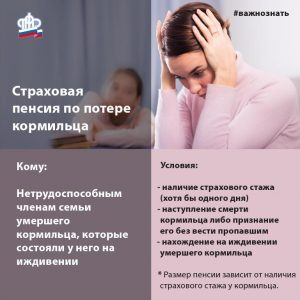 #важнознать
Страховая
пенсия по потере
кормильца
Кому:
Нетрудоспособным
членам семьи
умершего
кормильца, которые
состояли у него на
иждивении
Условия:
- наличие страхового стажа
(хотя бы одного дня)
- наступление смерти
кормильца либо признание
его без вести пропавшим
- нахождение на иждивении
умершего кормильца
* Размер пенсии зависит от наличия
страхового стажа у кормильца.